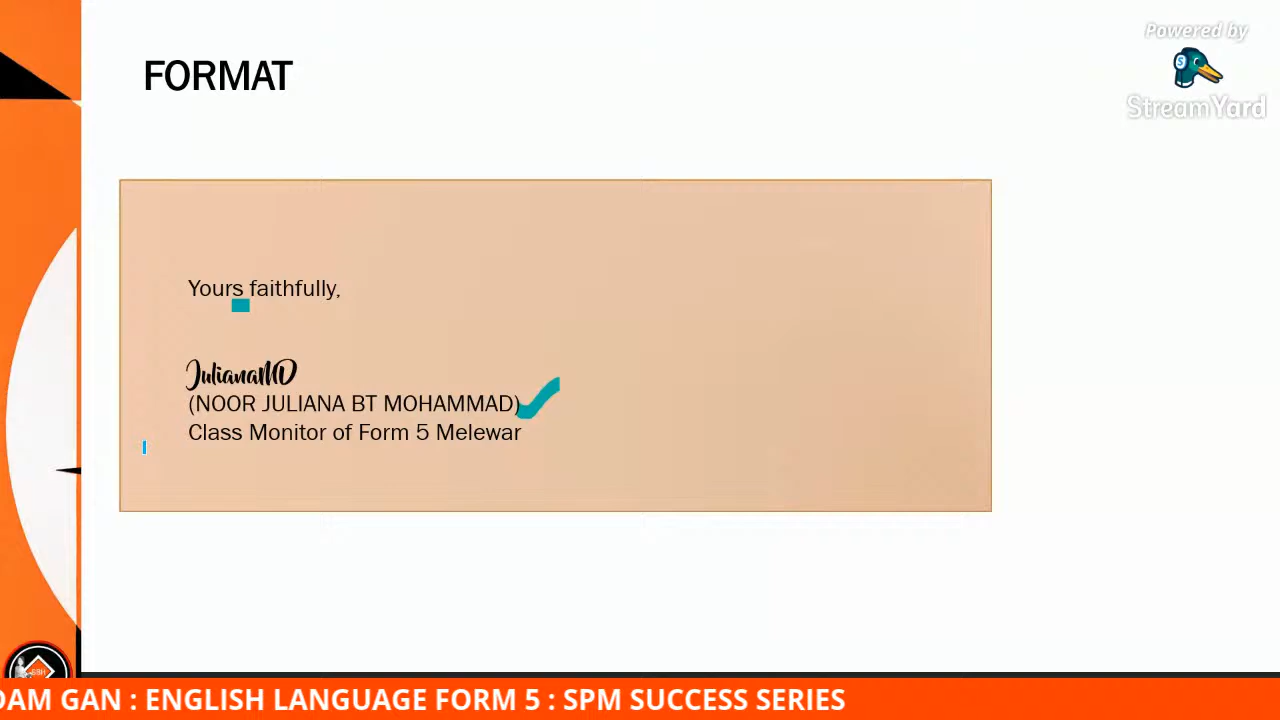 Powered by
StreamYard
FORMAT
Yours faithfully,
JulianaMD
(NOOR JULIANA BT MOHAMMAD)
Class Monitor of Form 5 Melewar
GAN : ENGLISH LANGUAGE FORM 5 : SPM SUCCESS SERIES